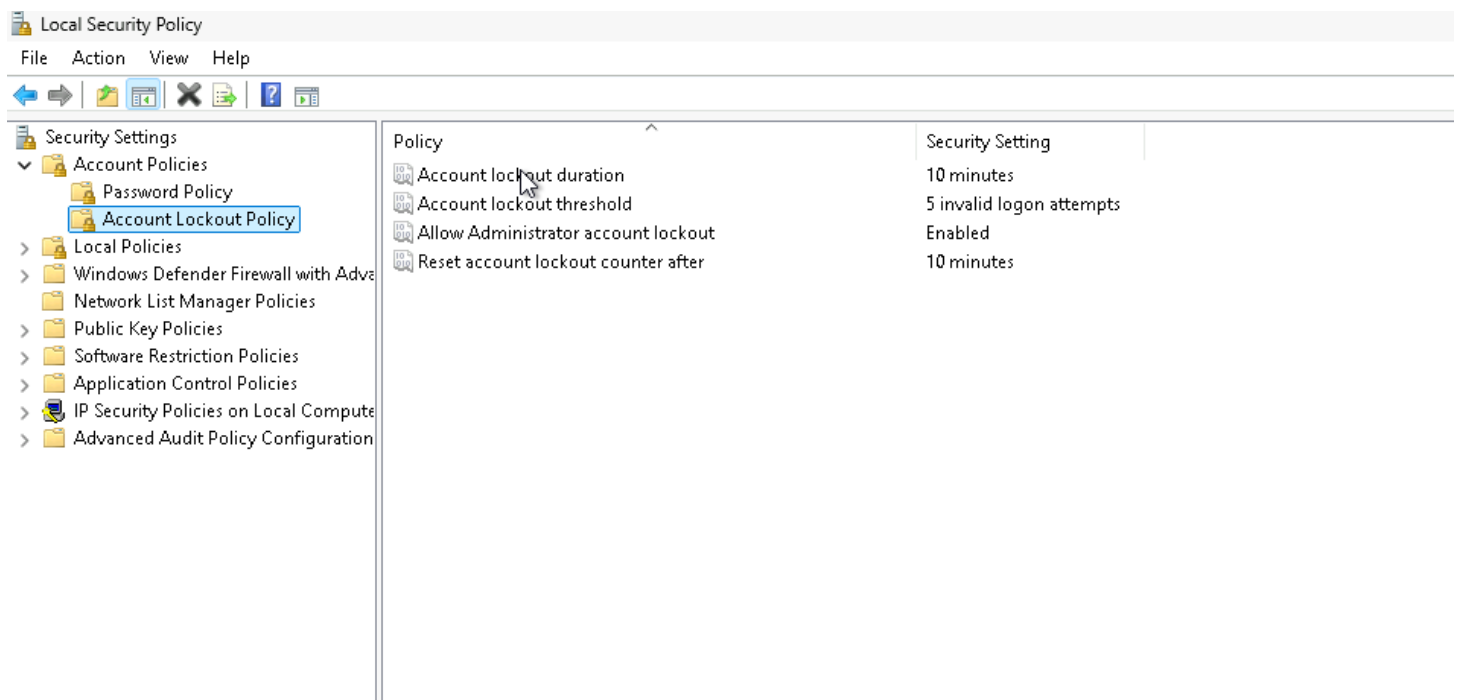 Local Security Policy
File Action View Help
Security Settings
Account Policies
Password Policy
Account Lockout Policy
Local Policies
Windows Defender Firewall with Adva
Network List Manager Policies
Public Key Policies
Software Restriction Policies
Application Control Policies
IP Security Policies on Local Compute
Advanced Audit Policy Configuration
Policy Security Setting
Account lockout duration 10 minutes
Account lockout threshold 5 invalid logon attempts
Allow Administrator account lockout Enabled
Reset account lockout counter after 10 minutes